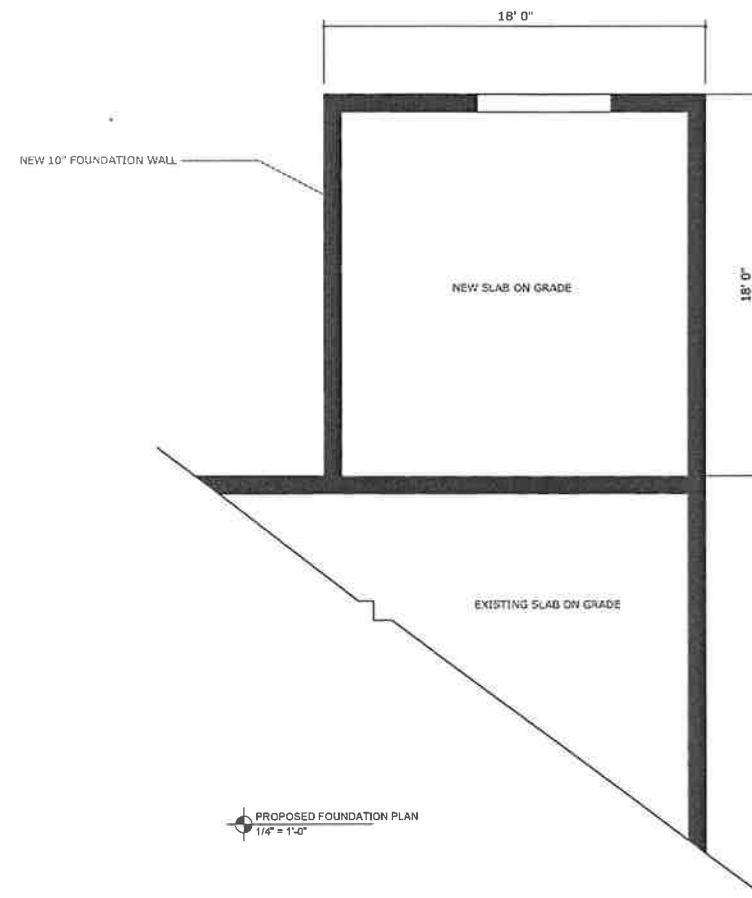 18' 0"
NEW 10" FOUNDATION WALL
NEW SLAB ON GRADE
18' 0"
EXISTING SLAB ON GRADE
PROPOSED FOUNDATION PLAN
1/4" = 1'-0"